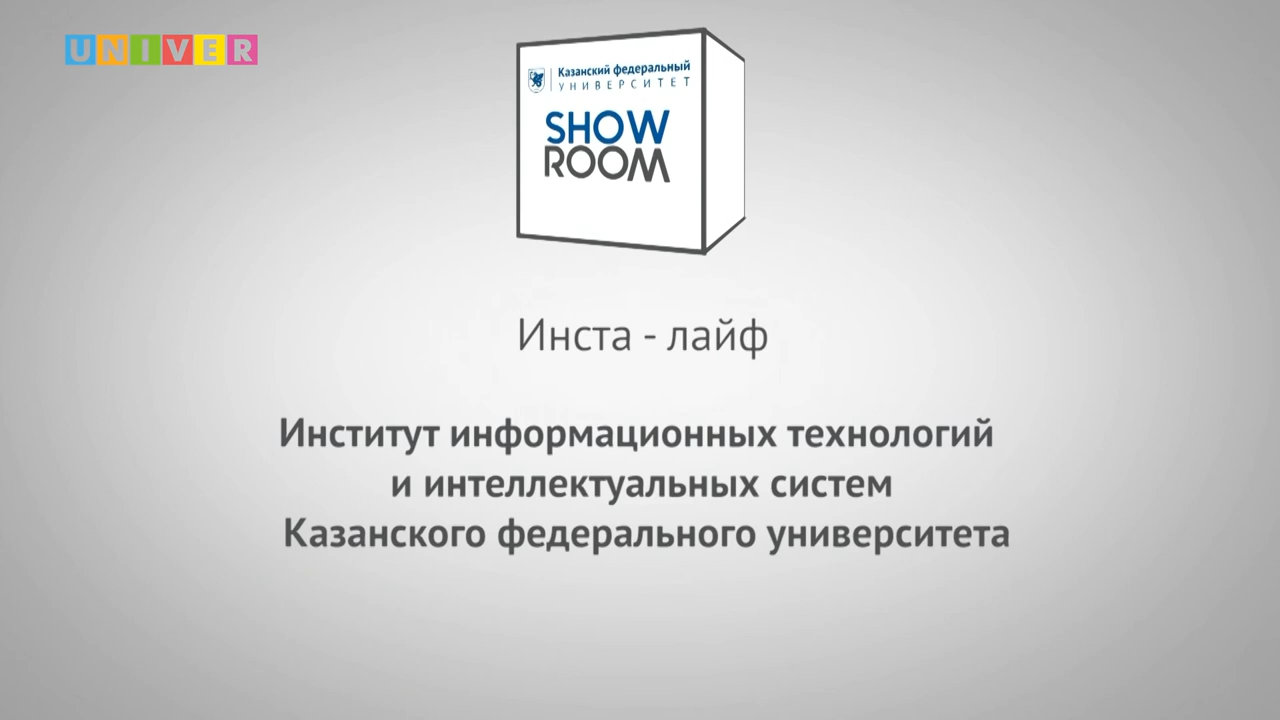 UNIVER
Казанский федеральный
УНИВЕРСИТЕТ
SHOW
ROOM
Инста - лайф
Институт информационных технологий
и интеллектуальных систем
Казанского федерального университета